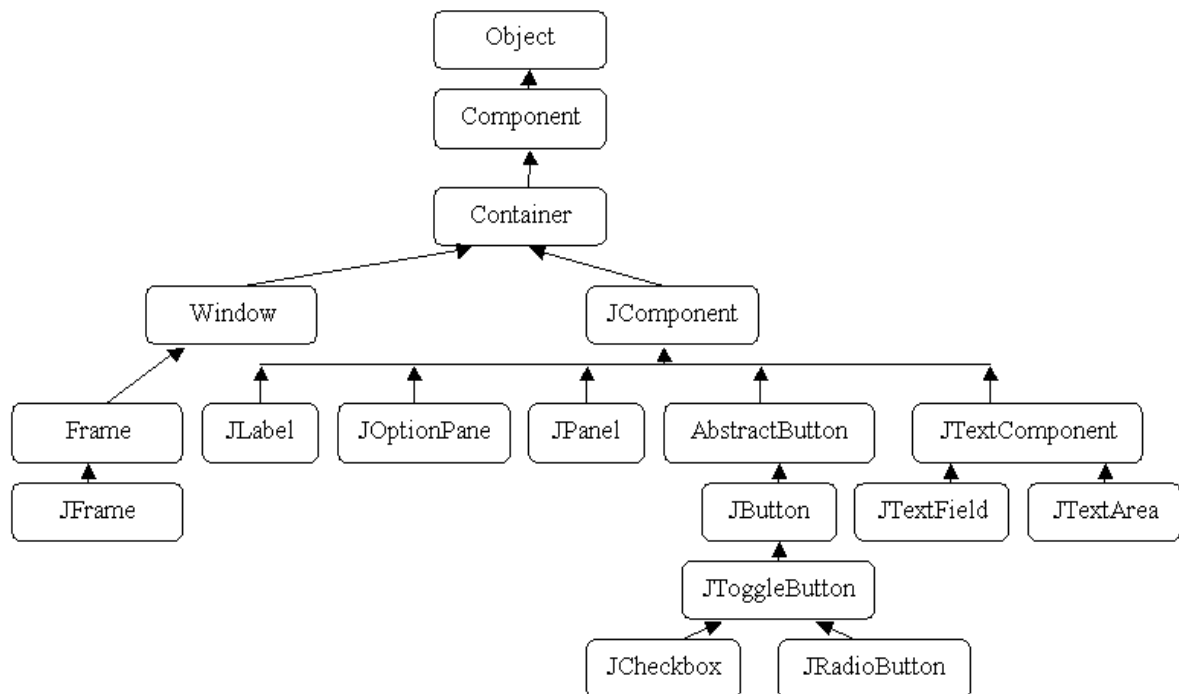 Object
Component
Container
Window
JComponent
Frame
JLabel
JOptionPane
JPanel
AbstractButton
JTextComponent
JFrame
JButton
JTextField
JTextArea
JToggleButton
JCheckbox
JRadioButton